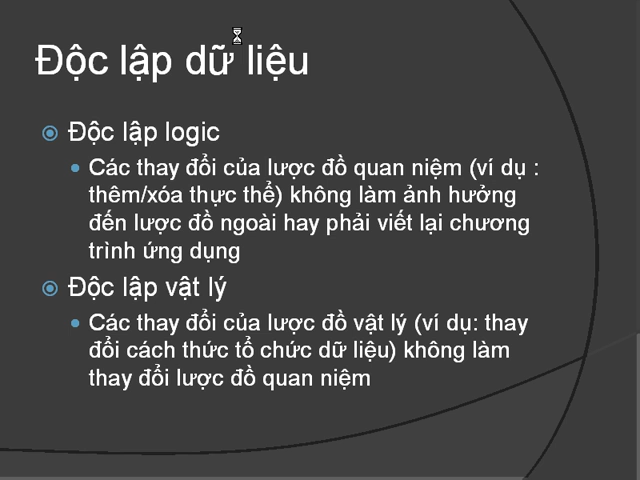 Độc lập dữ liệu
Độc lập logic
Các thay đổi của lược đồ quan niệm (ví dụ :
thêm/xóa thực thể) không làm ảnh hưởng
đến lược đồ ngoài hay phải viết lại chương
trình ứng dụng
Độc lập vật lý
Các thay đổi của lược đồ vật lý (ví dụ: thay
đổi cách thức tổ chức dữ liệu) không làm
thay đổi lược đồ quan niệm